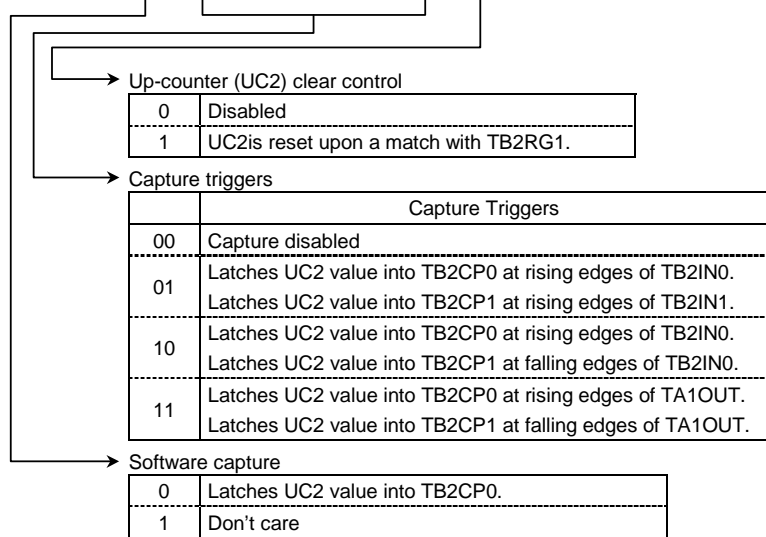 Up-counter (UC2) clear control
0 Disabled
1 UC2is reset upon a match with TB2RG1.
Capture triggers
Capture Triggers
00 Capture disabled
01 Latches UC2 value into TB2CP0 at rising edges of TB2IN0.
Latches UC2 value into TB2CP1 at rising edges of TB2IN1.
10 Latches UC2 value into TB2CP0 at rising edges of TB2IN0.
Latches UC2 value into TB2CP1 at falling edges of TB2IN0.
11 Latches UC2 value into TB2CP0 at rising edges of TA1OUT.
Latches UC2 value into TB2CP1 at falling edges of TA1OUT.
Software capture
0 Latches UC2 value into TB2CP0.
1 Don't care